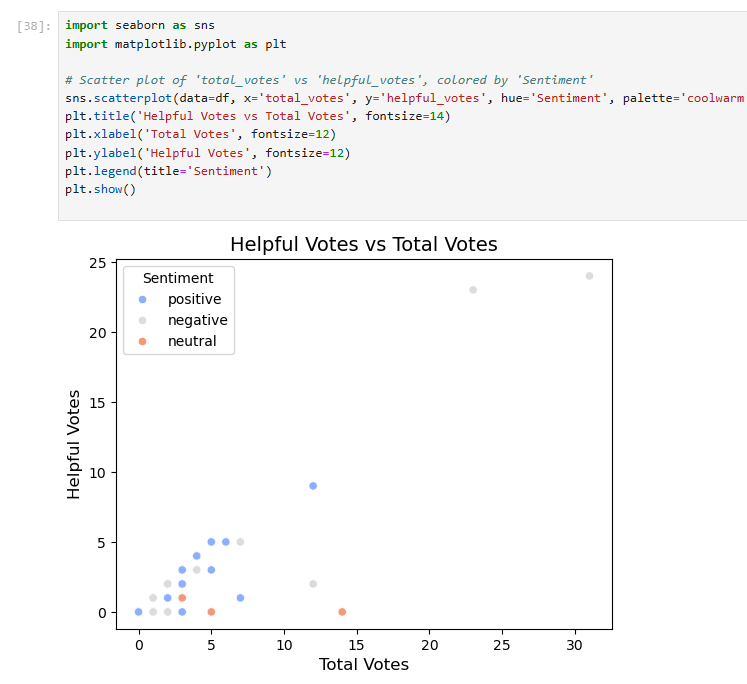 [38]:
import seaborn as sns
import matplotlib.pyplot as plt
# Scatter plot of 'total_votes' vs 'helpful_votes', colored by 'Sentiment'
sns.scatterplot(data=df, x='total_votes', y='helpful_votes', hue='Sentiment', palette='coolwarm
plt.title('Helpful Votes vs Total Votes', fontsize=14)
plt.xlabel('Total Votes', fontsize=12)
plt.ylabel('Helpful Votes', fontsize=12)
plt.legend(title='Sentiment')
plt.show()
Helpful Votes vs Total Votes
Sentiment
positive
negative
neutral
25
20
15
10
5
0
Helpful Votes
0 5 10 15 20 25 30
Total Votes